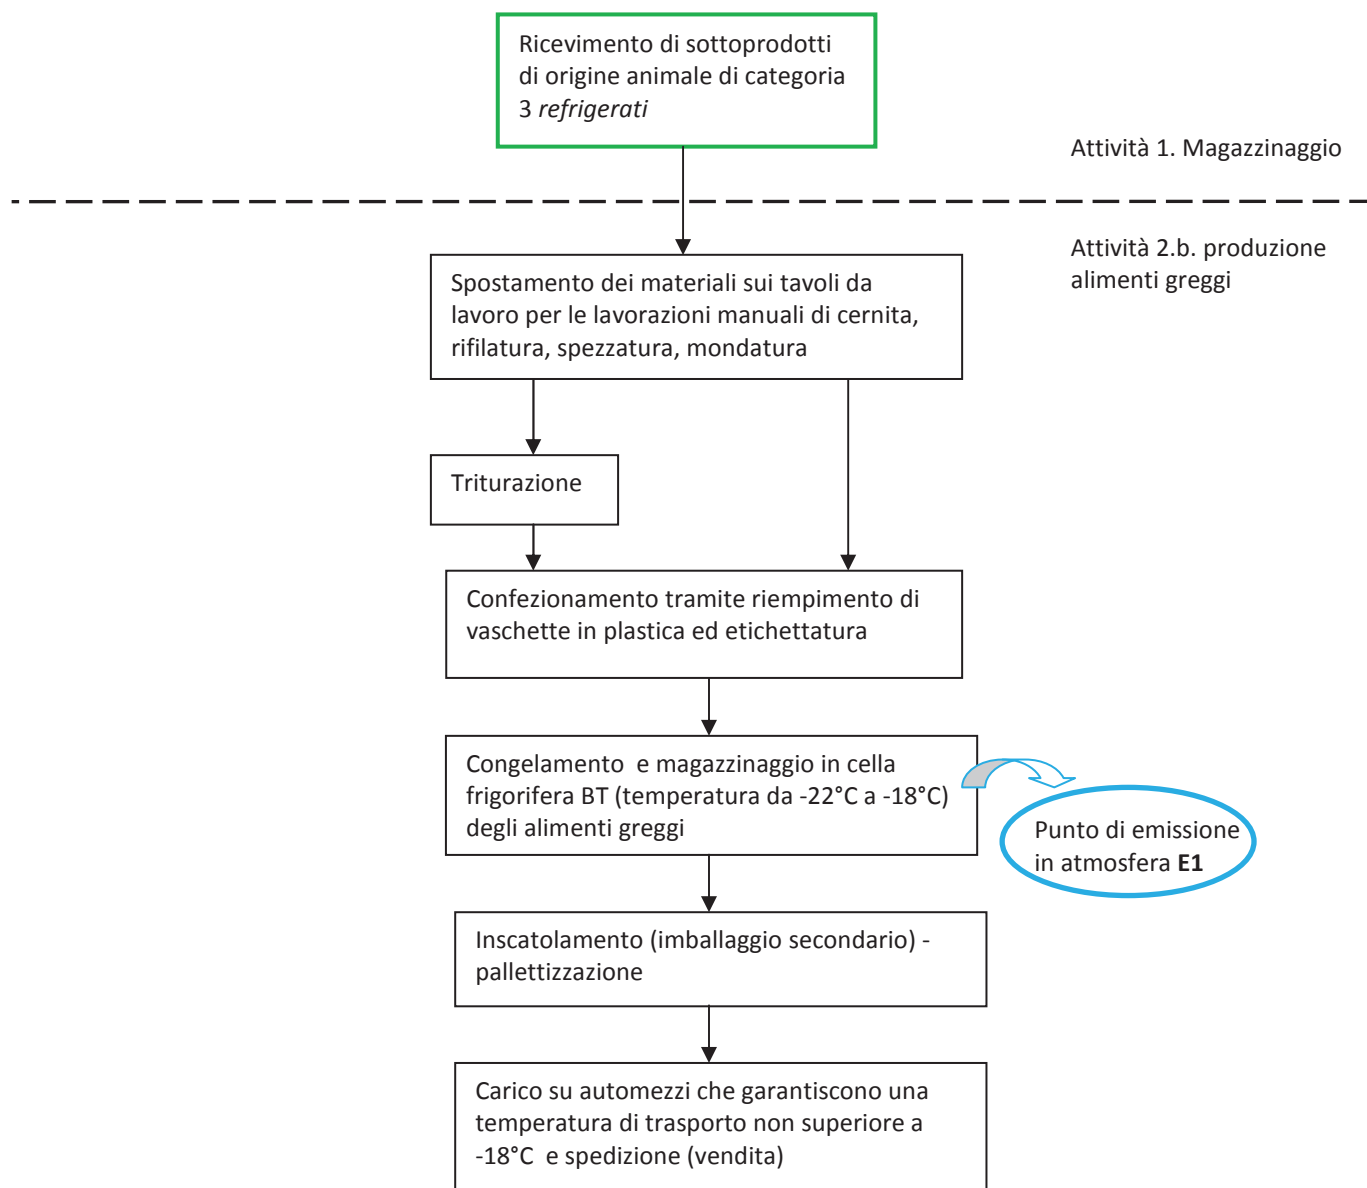 Ricevimento di sottoprodotti
di origine animale di categoria
3 refrigerati
Attività 1. Magazzinaggio
Attività 2.b. produzione
alimenti greggi
Spostamento dei materiali sui tavoli da
lavoro per le lavorazioni manuali di cernita,
rifilatura, spezzatura, mondatura
Triturazione
Confezionamento tramite riempimento di
vaschette in plastica ed etichettatura
Congelamento e magazzinaggio in cella
frigorifera BT (temperatura da -22°C a -18°C)
degli alimenti greggi
Punto di emissione
in atmosfera E1
Inscatolamento (imballaggio secondario) -
pallettizzazione
Carico su automezzi che garantiscono una
temperatura di trasporto non superiore a
-18°C e spedizione (vendita)